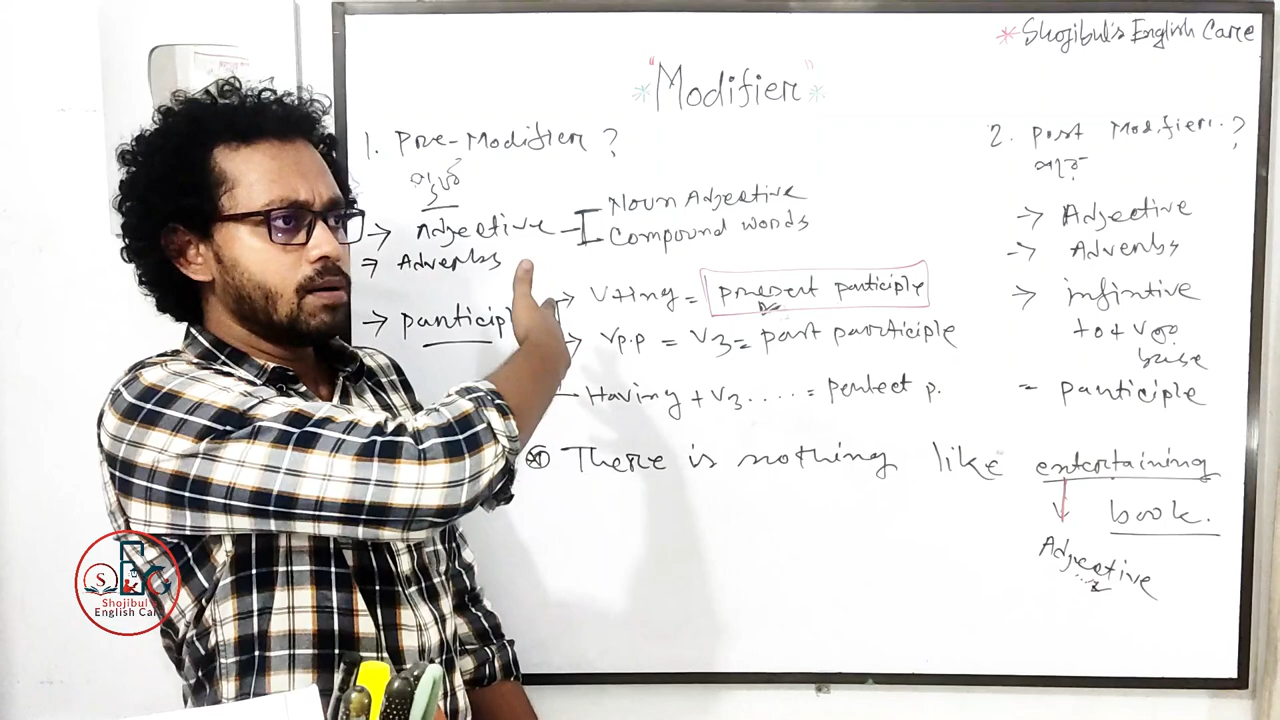 * Shojibul's English Care
"Modifier"
1. Pre-Modifier ?
পূর্ব
→ Adjective
Noun Adjective
Compound words
⇒ Adverbs
→ participl
→ V+ing = present participle
→ Vp.p = V3 = past participle
→ Having + V3 .... = perfect p.
2. Post Modifier. ?
পরে
→ Adjective
→ Adverbs
→ infintive
to + V
base
= participle
⊛ There is nothing like entertaining
book.
Adjective
S E C
Shojibul's
English Care